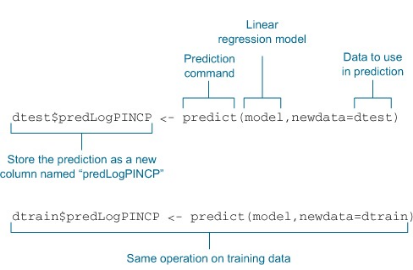 Linear
regression model
Prediction
command
Data to use
in prediction
dtest$predLogPINCP <- predict(model,newdata=dtest)
Store the prediction as a new
column named “predLogPINCP”
dtrain$predLogPINCP <- predict(model,newdata=dtrain)
Same operation on training data